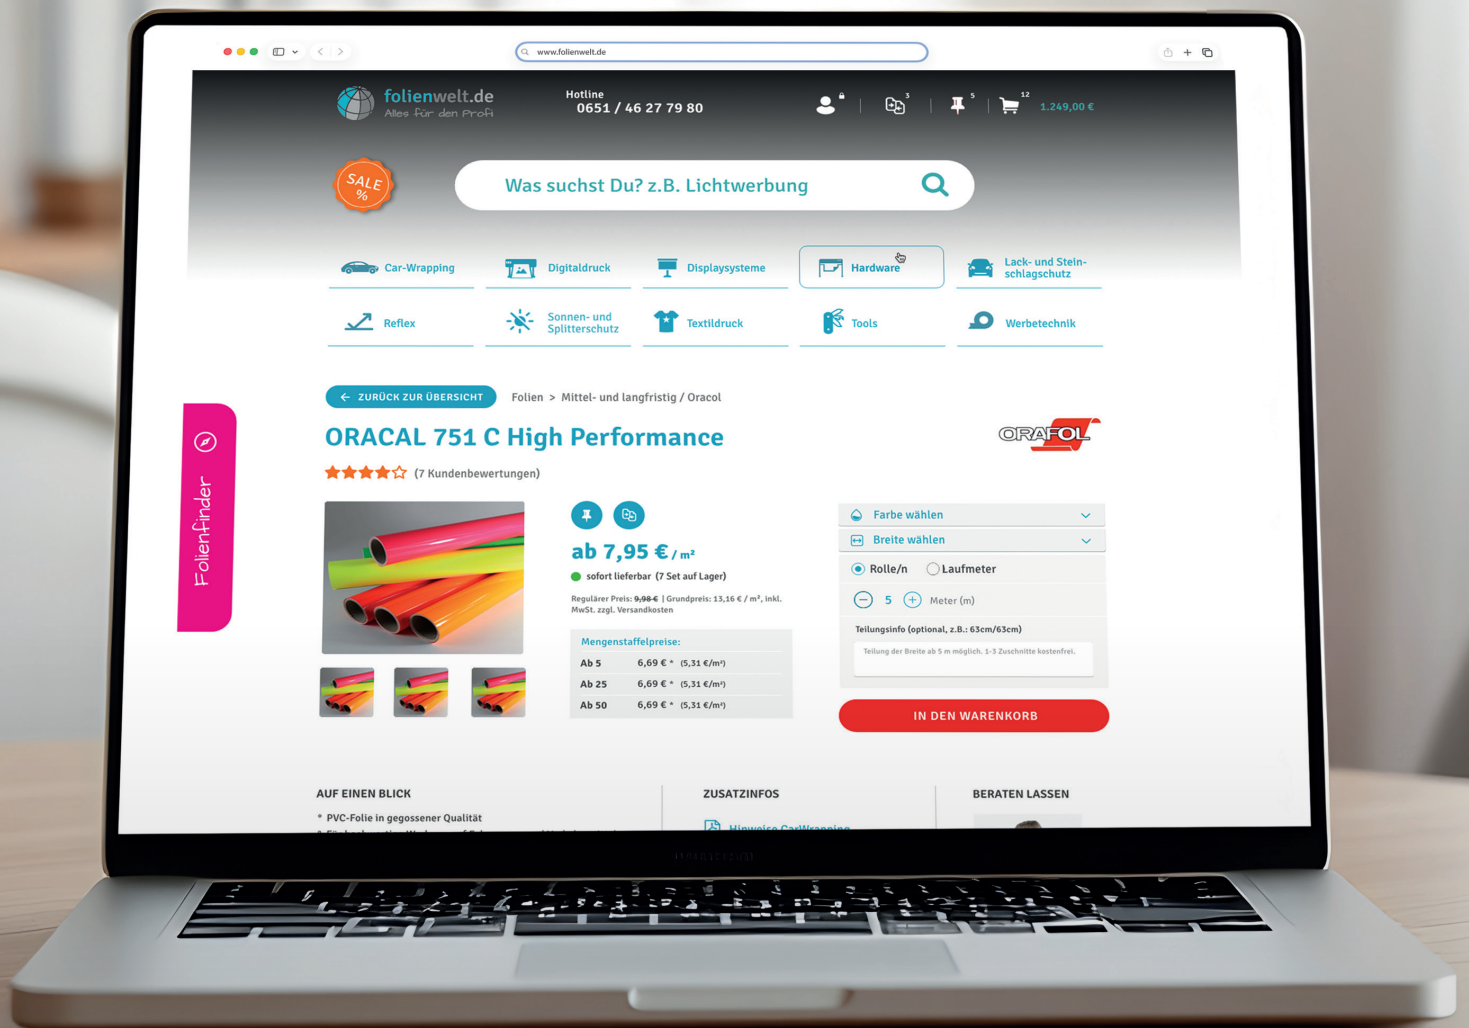 www.folienwelt.de
folienwelt.de
Alles für den Profi
Hotline
0651 / 46 27 79 80
3
5
12
1.249,00 €
SALE
%
Was suchst Du? z.B. Lichtwerbung
Car-Wrapping
Digitaldruck
Displaysysteme
Hardware
Lack- und Stein-
schlagschutz
Reflex
Sonnen- und
Splitterschutz
Textildruck
Tools
Werbetechnik
ZURÜCK ZUR ÜBERSICHT
Folien > Mittel- und langfristig / Oracol
ORACAL 751 C High Performance
ORAFOL
(7 Kundenbewertungen)
Folienfinder
ab 7,95 € / m²
sofort lieferbar (7 Set auf Lager)
Regulärer Preis: 9,98 € | Grundpreis: 13,16 € / m², inkl.
MwSt. zzgl. Versandkosten
Mengenstaffelpreise:
Ab 5 6,69 € * (5,31 €/m²)
Ab 25 6,69 € * (5,31 €/m²)
Ab 50 6,69 € * (5,31 €/m²)
Farbe wählen
Breite wählen
Rolle/n Laufmeter
5 Meter (m)
Teilungsinfo (optional, z.B.: 63cm/63cm)
Teilung der Breite ab 5 m möglich. 1-3 Zuschnitte kostenfrei.
IN DEN WARENKORB
AUF EINEN BLICK
* PVC-Folie in gegossener Qualität
ZUSATZINFOS
Hinweise CarWrapping
BERATEN LASSEN